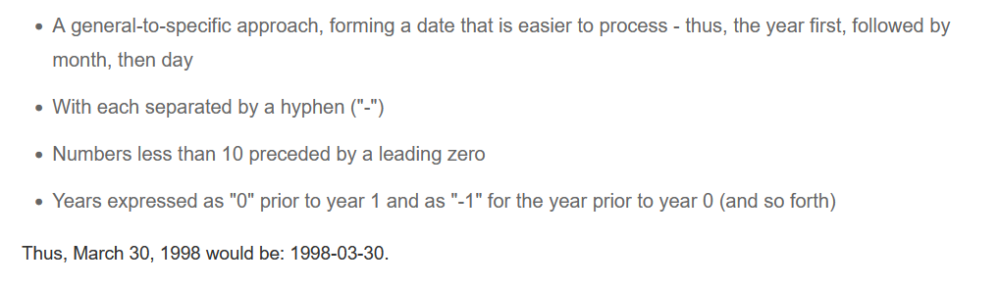 • A general-to-specific approach, forming a date that is easier to process - thus, the year first, followed by
month, then day
• With each separated by a hyphen ("-")
• Numbers less than 10 preceded by a leading zero
• Years expressed as "0" prior to year 1 and as "-1" for the year prior to year 0 (and so forth)
Thus, March 30, 1998 would be: 1998-03-30.